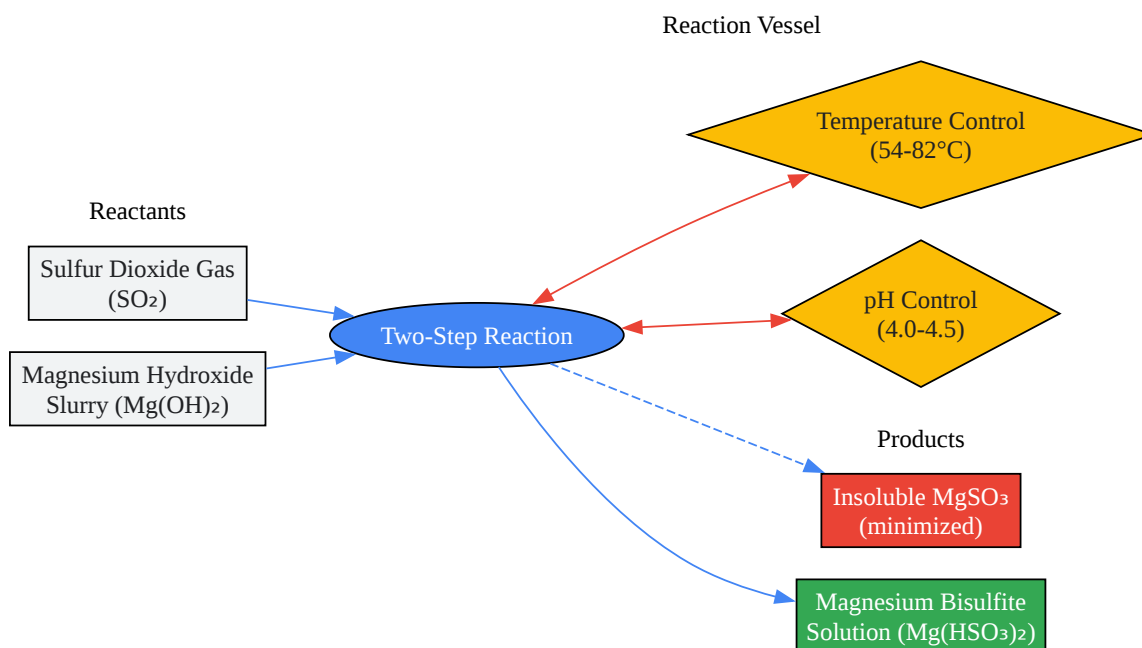 Reaction Vessel
Temperature Control
(54-82°C)
Reactants
Sulfur Dioxide Gas
(SO₂)
pH Control
(4.0-4.5)
Two-Step Reaction
Magnesium Hydroxide
Slurry (Mg(OH)₂)
Products
Insoluble MgSO₃
(minimized)
Magnesium Bisulfite
Solution (Mg(HSO₃)₂)